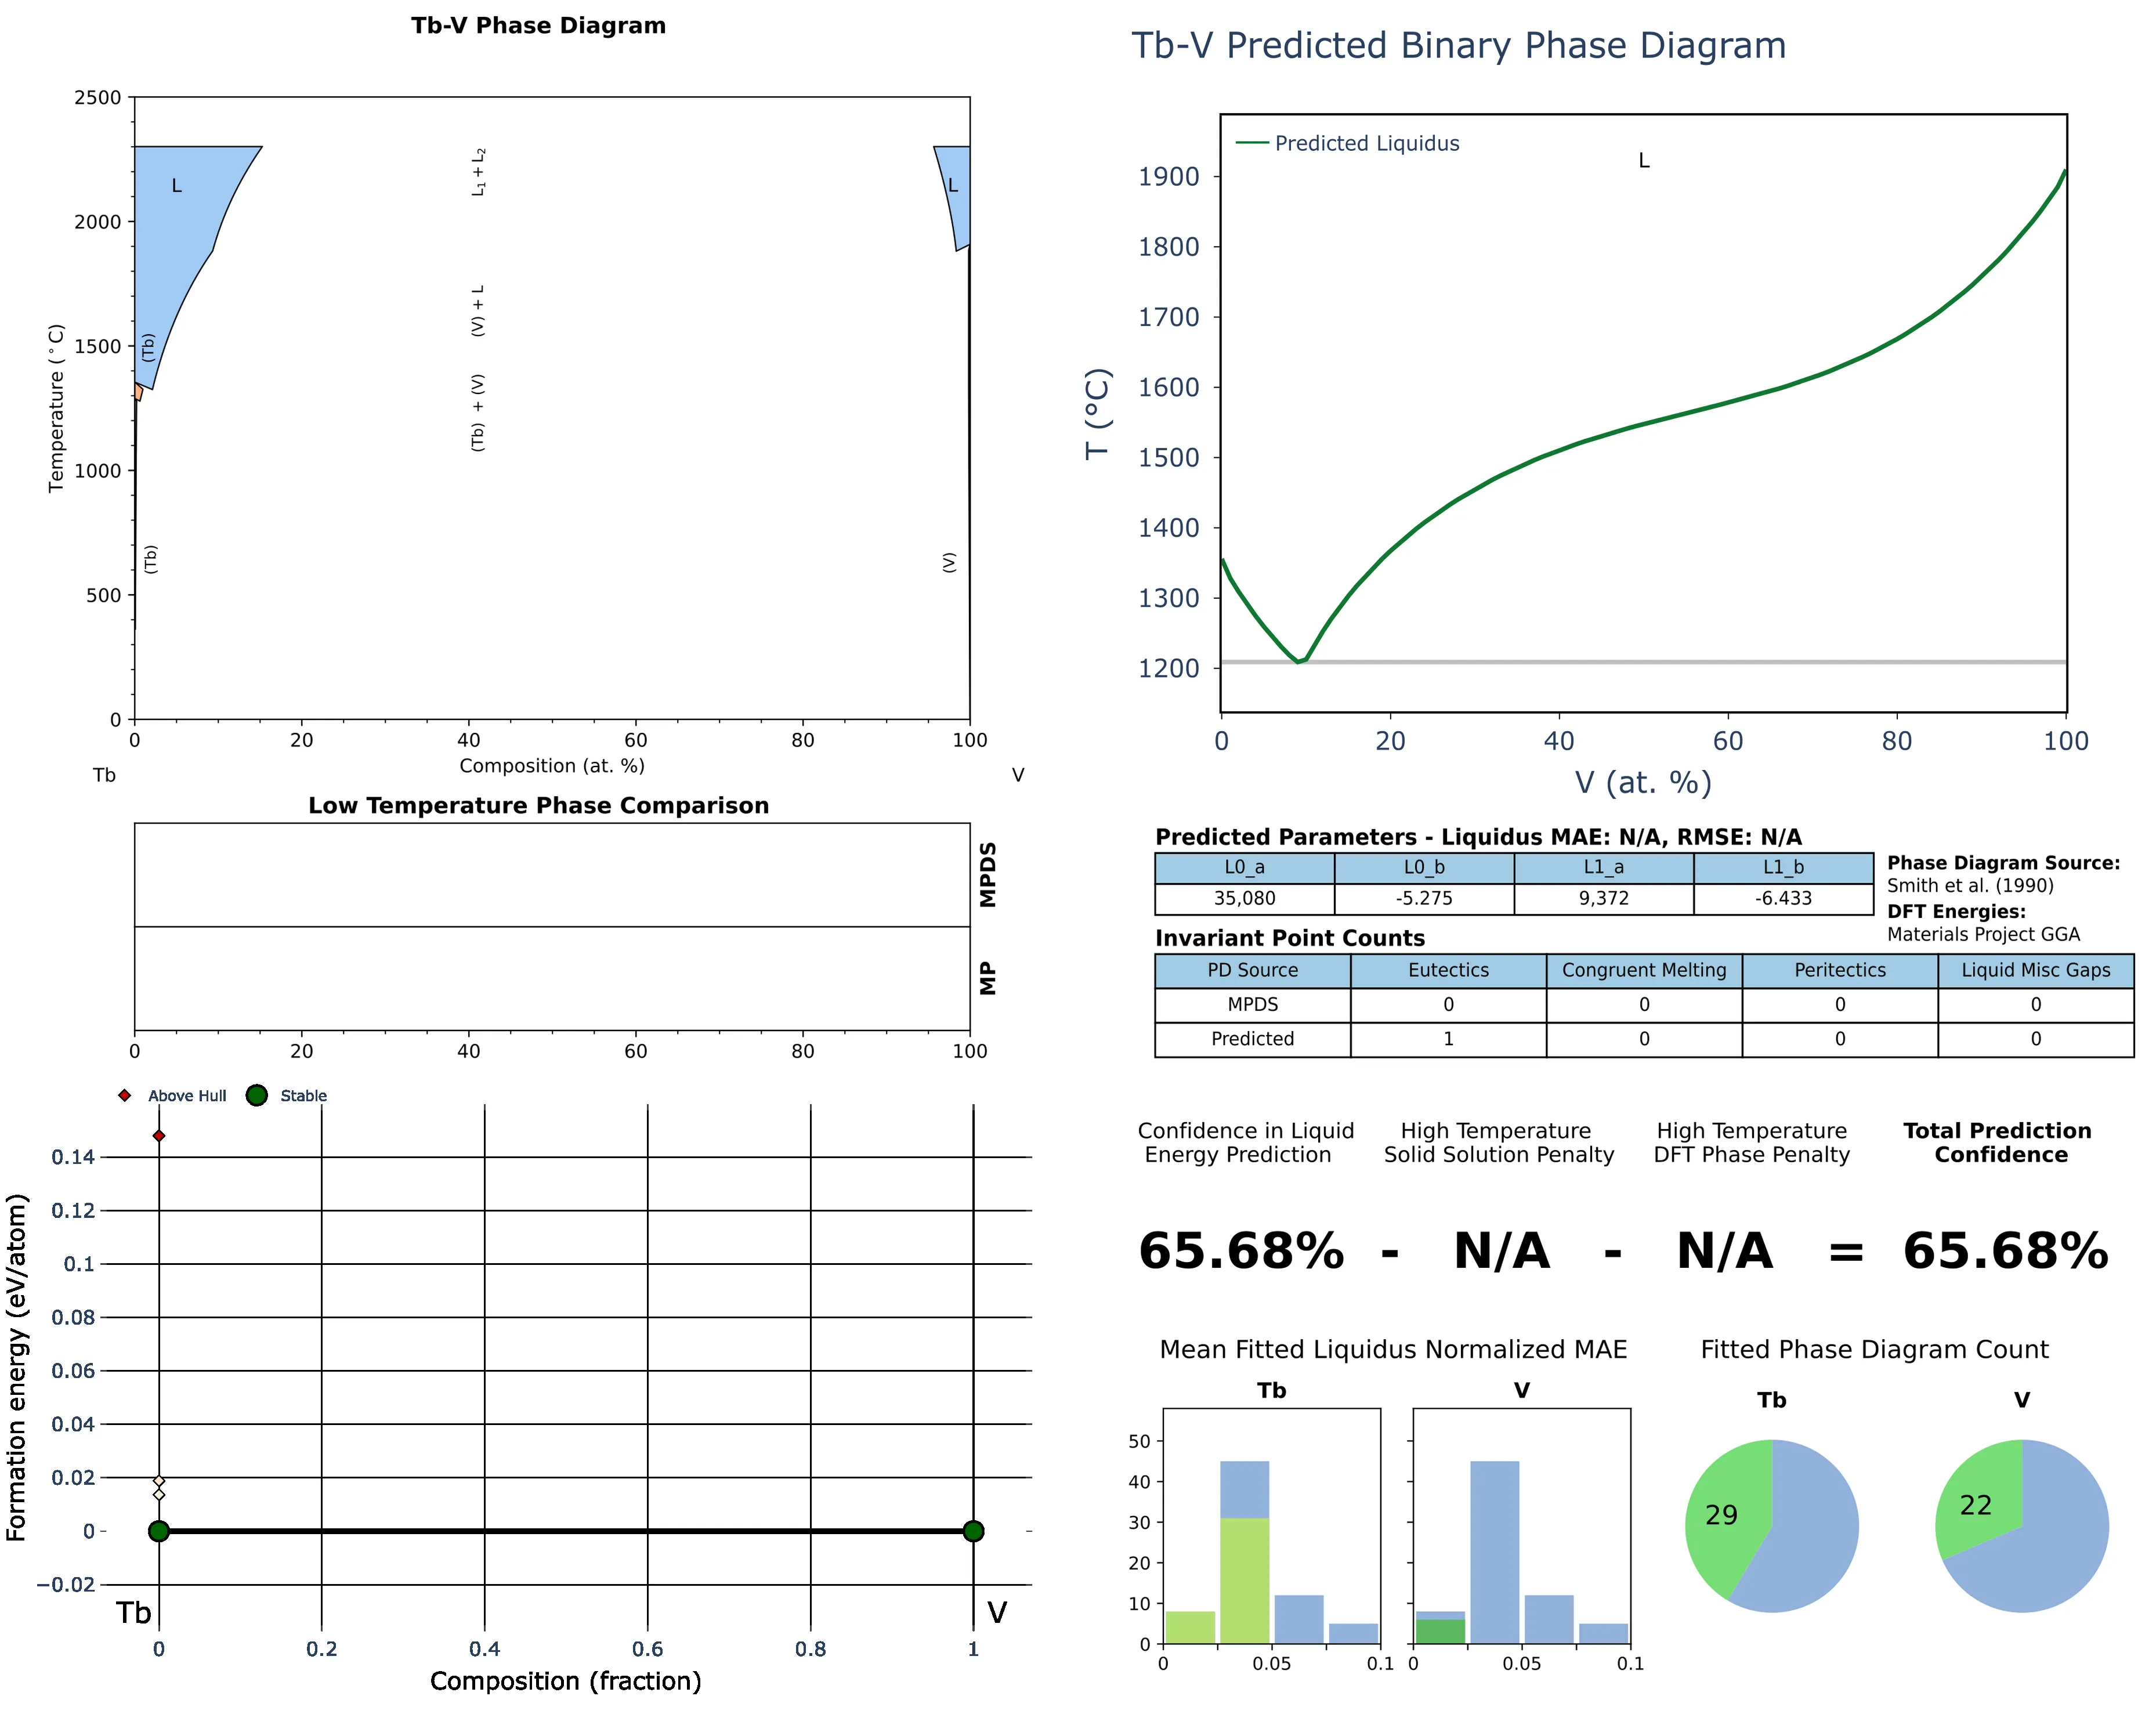 Tb-V Phase Diagram
2500
2000
1500
1000
500
0
Temperature (°C)
L
L
L₁+L₂
(V) + L
(Tb) + (V)
(Tb)
(Tb)
(V)
0 20 40 60 80 100
Composition (at. %)
Tb V
Low Temperature Phase Comparison
MPDS
MP
0 20 40 60 80 100
Above Hull Stable
0.14
0.12
0.1
0.08
0.06
0.04
0.02
0
−0.02
Formation energy (eV/atom)
Tb V
0 0.2 0.4 0.6 0.8 1
Composition (fraction)
Tb-V Predicted Binary Phase Diagram
Predicted Liquidus
L
1900
1800
1700
1600
1500
1400
1300
1200
T (°C)
0 20 40 60 80 100
V (at. %)
Predicted Parameters - Liquidus MAE: N/A, RMSE: N/A
L0_a L0_b L1_a L1_b
35,080 -5.275 9,372 -6.433
Phase Diagram Source:
Smith et al. (1990)
DFT Energies:
Materials Project GGA
Invariant Point Counts
PD Source Eutectics Congruent Melting Peritectics Liquid Misc Gaps
MPDS 0 0 0 0
Predicted 1 0 0 0
Confidence in Liquid
Energy Prediction
High Temperature
Solid Solution Penalty
High Temperature
DFT Phase Penalty
Total Prediction
Confidence
65.68% - N/A - N/A = 65.68%
Mean Fitted Liquidus Normalized MAE
Tb V
50
40
30
20
10
0
0 0.05 0.1 0 0.05 0.1
Fitted Phase Diagram Count
Tb V
29 22